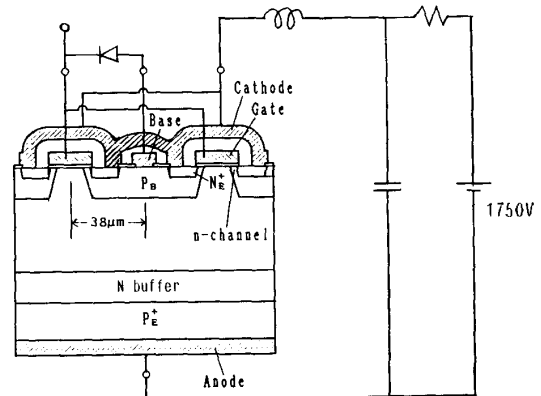 Cathode
Gate
Base
P_B
N_E^+
38μm
n-channel
1750V
N buffer
P_E^+
Anode